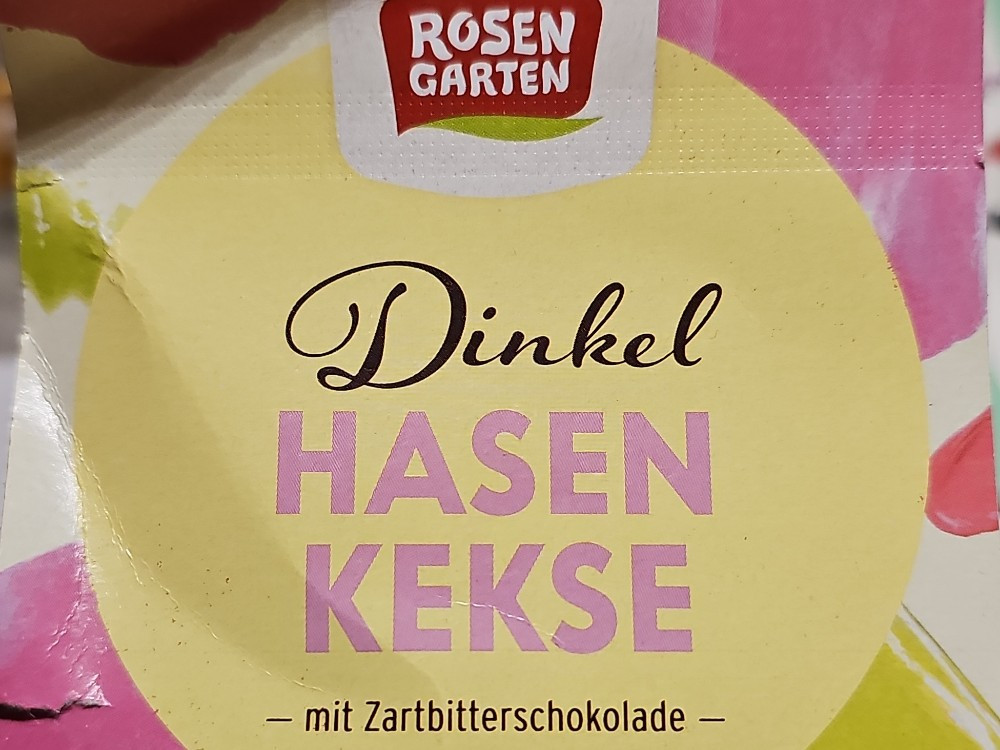 ROSEN
GARTEN
Dinkel
HASEN
KEKSE
– mit Zartbitterschokolade –